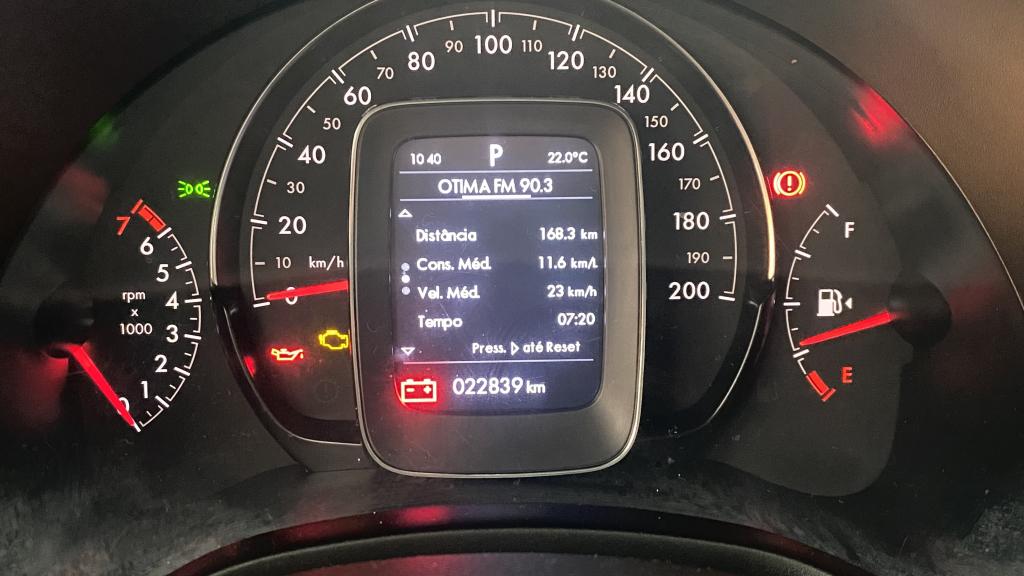 10 40 P 22.0°C
OTIMA FM 90.3
Distância 168.3 km
Cons. Méd. 11.6 km/L
Vel. Méd. 23 km/h
Tempo 07:20
Press. ▷ até Reset
022839 km
0 10 20 30 40 50 60 70 80 90 100 110 120 130 140 150 160 170 180 190 200
km/h
7 6 5 4 3 2 1 0
rpm
x
1000
F
E